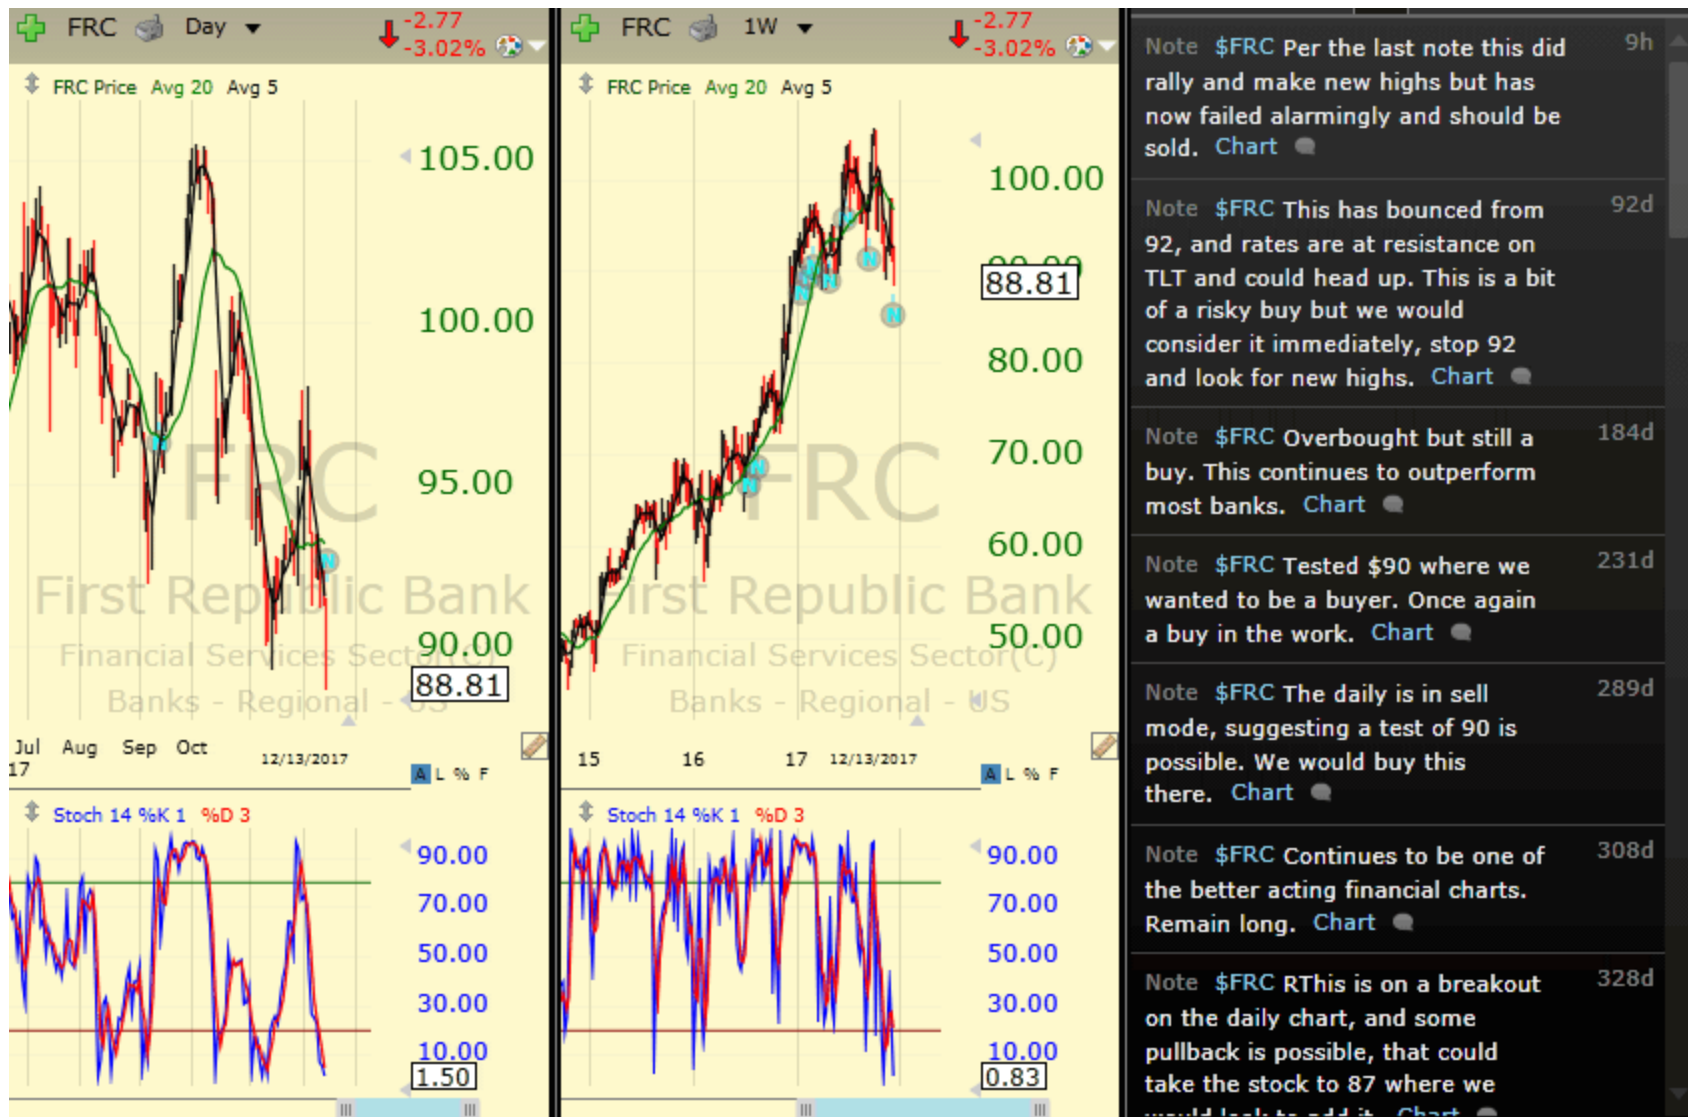 FRC Day -2.77
-3.02%
FRC Price Avg 20 Avg 5
105.00
100.00
95.00
90.00
88.81
FRC
First Republic Bank
Financial Services Sector(C)
Banks - Regional - US
Jul Aug Sep Oct
17 12/13/2017
A L % F
Stoch 14 %K 1 %D 3
90.00
70.00
50.00
30.00
10.00
1.50
N
N
FRC 1W -2.77
-3.02%
FRC Price Avg 20 Avg 5
100.00
88.81
80.00
70.00
60.00
50.00
FRC
First Republic Bank
Financial Services Sector(C)
Banks - Regional - US
15 16 17 12/13/2017
A L % F
Stoch 14 %K 1 %D 3
90.00
70.00
50.00
30.00
10.00
0.83
N
N
N
N
N
N
Note $FRC Per the last note this did 9h
rally and make new highs but has
now failed alarmingly and should be
sold. Chart
Note $FRC This has bounced from 92d
92, and rates are at resistance on
TLT and could head up. This is a bit
of a risky buy but we would
consider it immediately, stop 92
and look for new highs. Chart
Note $FRC Overbought but still a 184d
buy. This continues to outperform
most banks. Chart
Note $FRC Tested $90 where we 231d
wanted to be a buyer. Once again
a buy in the work. Chart
Note $FRC The daily is in sell 289d
mode, suggesting a test of 90 is
possible. We would buy this
there. Chart
Note $FRC Continues to be one of 308d
the better acting financial charts.
Remain long. Chart
Note $FRC RThis is on a breakout 328d
on the daily chart, and some
pullback is possible, that could
take the stock to 87 where we
would look to add it. Chart